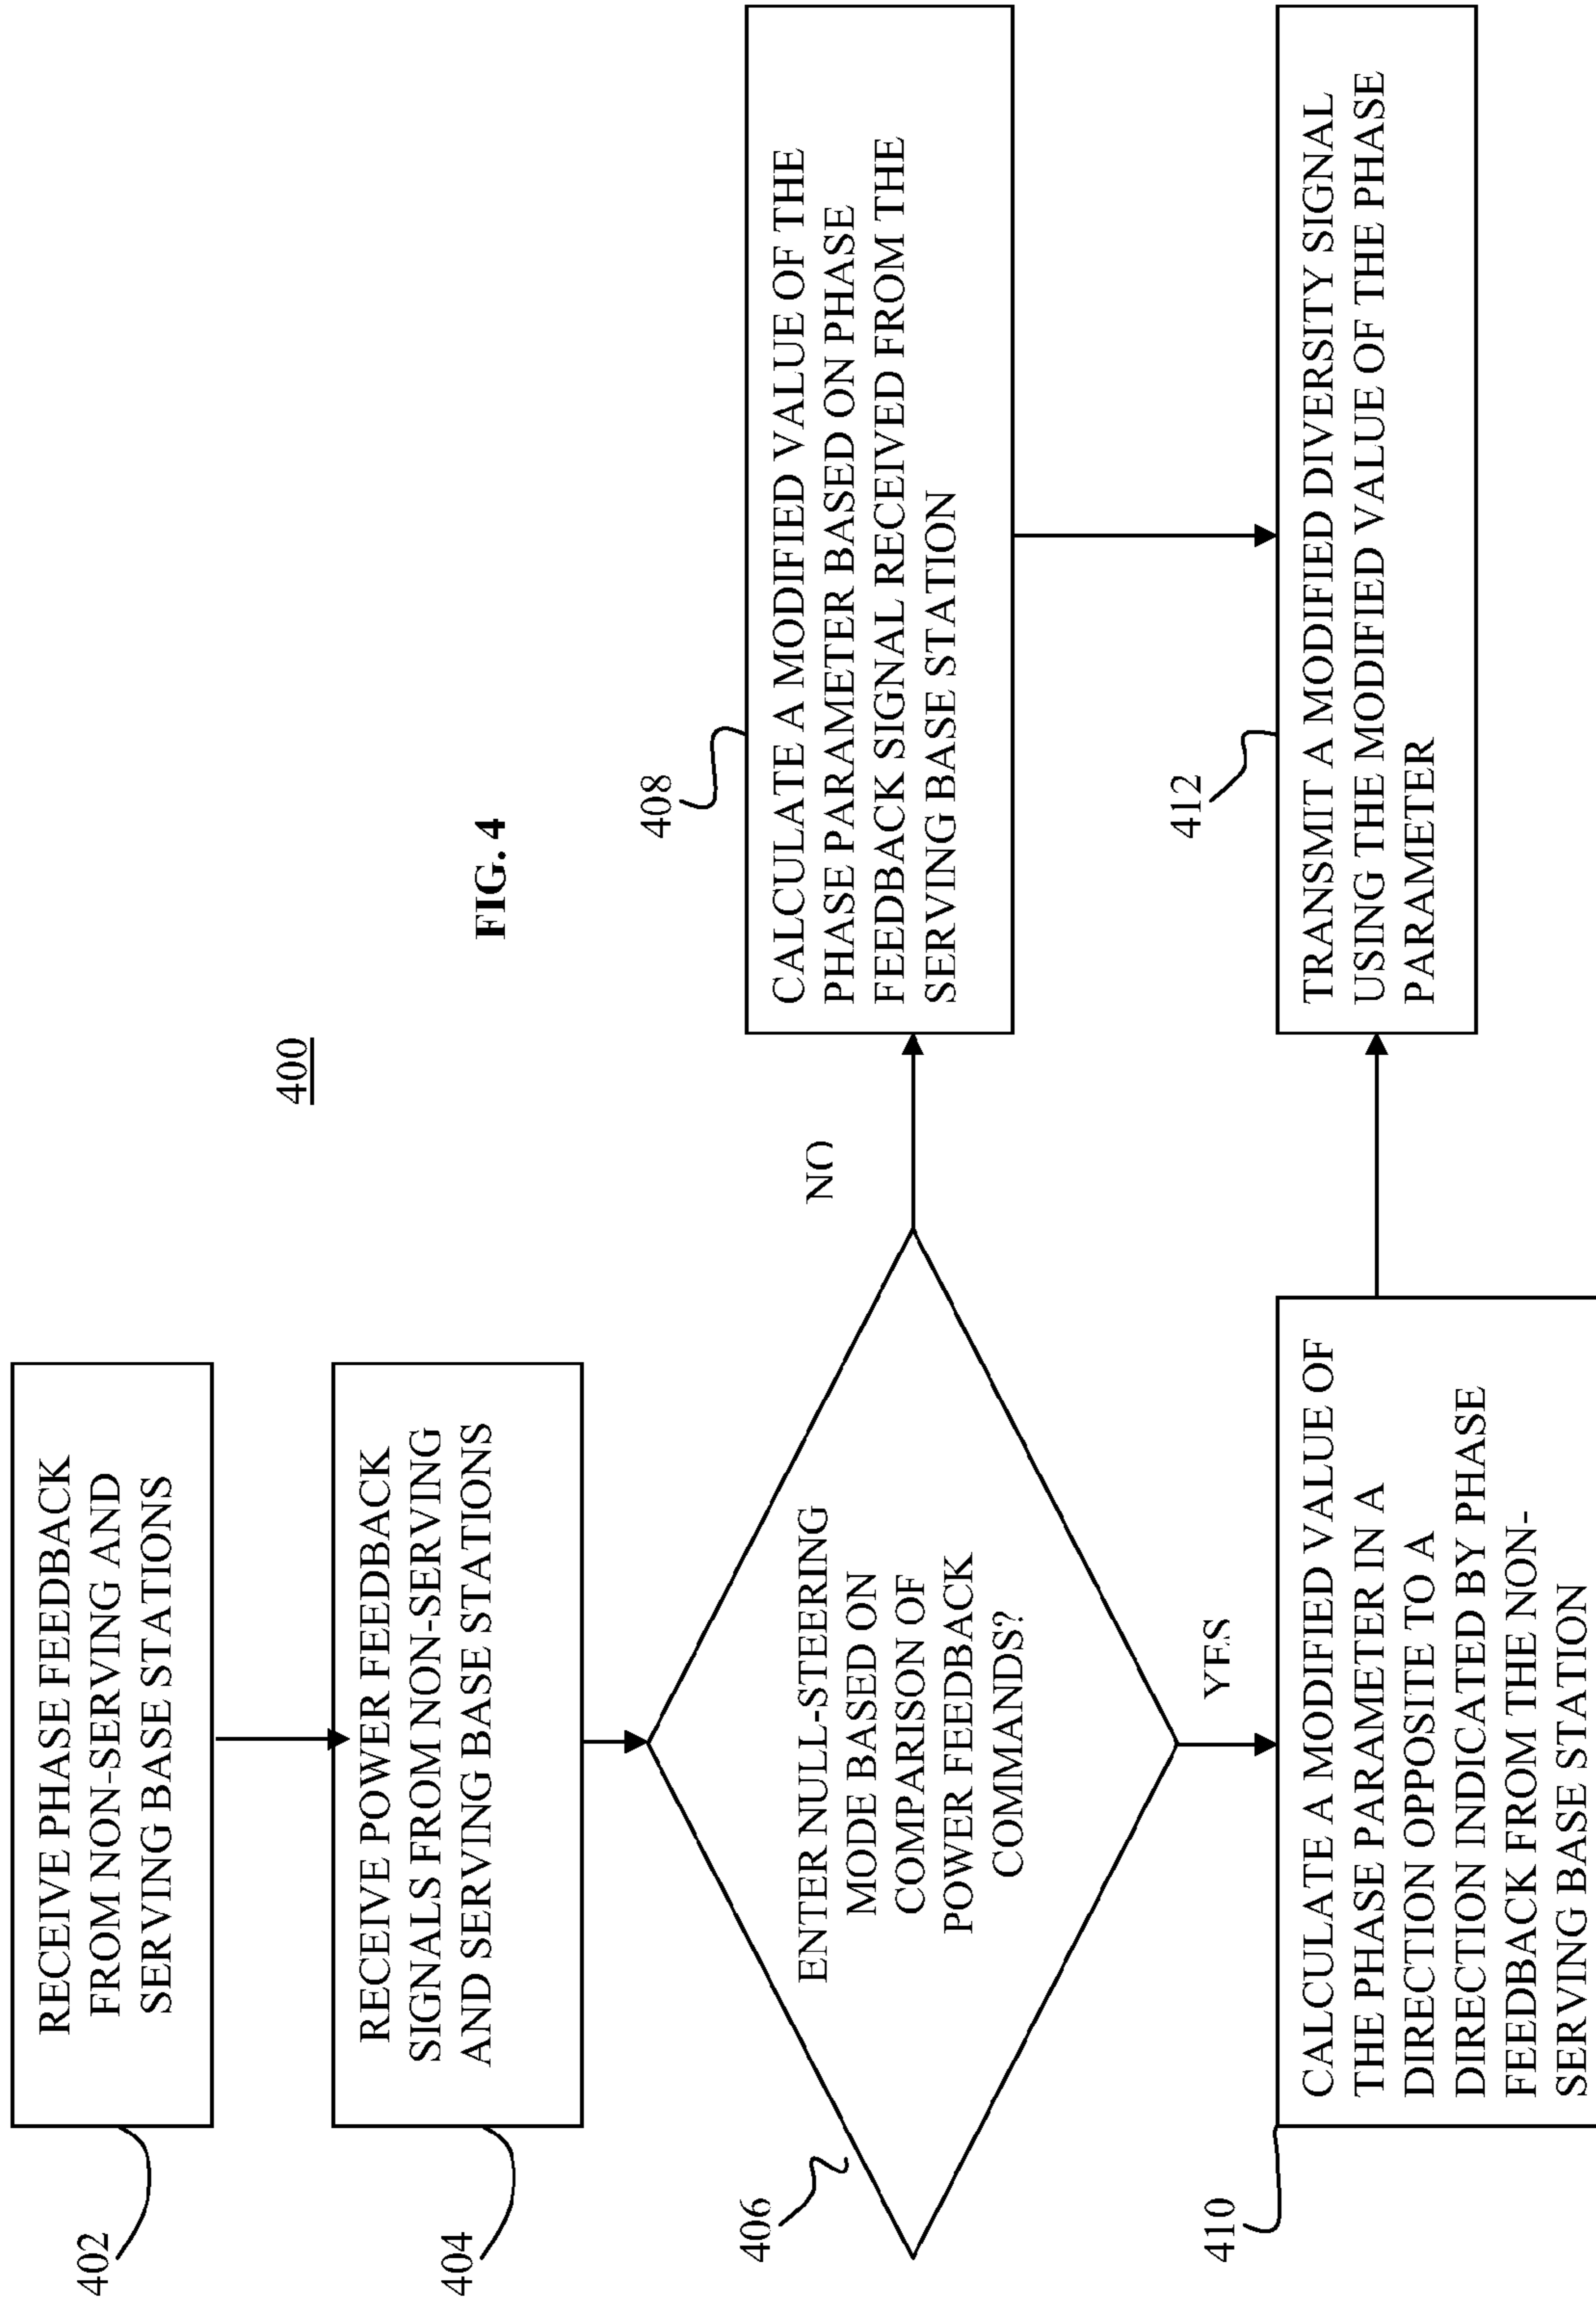 400
FIG. 4
402
RECEIVE PHASE FEEDBACK
FROM NON-SERVING AND
SERVING BASE STATIONS
404
RECEIVE POWER FEEDBACK
SIGNALS FROM NON-SERVING
AND SERVING BASE STATIONS
406
ENTER NULL-STEERING
MODE BASED ON
COMPARISON OF
POWER FEEDBACK
COMMANDS?
NO
408
CALCULATE A MODIFIED VALUE OF THE
PHASE PARAMETER BASED ON PHASE
FEEDBACK SIGNAL RECEIVED FROM THE
SERVING BASE STATION
YES
410
CALCULATE A MODIFIED VALUE OF
THE PHASE PARAMETER IN A
DIRECTION OPPOSITE TO A
DIRECTION INDICATED BY PHASE
FEEDBACK FROM THE NON-
SERVING BASE STATION
412
TRANSMIT A MODIFIED DIVERSITY SIGNAL
USING THE MODIFIED VALUE OF THE PHASE
PARAMETER